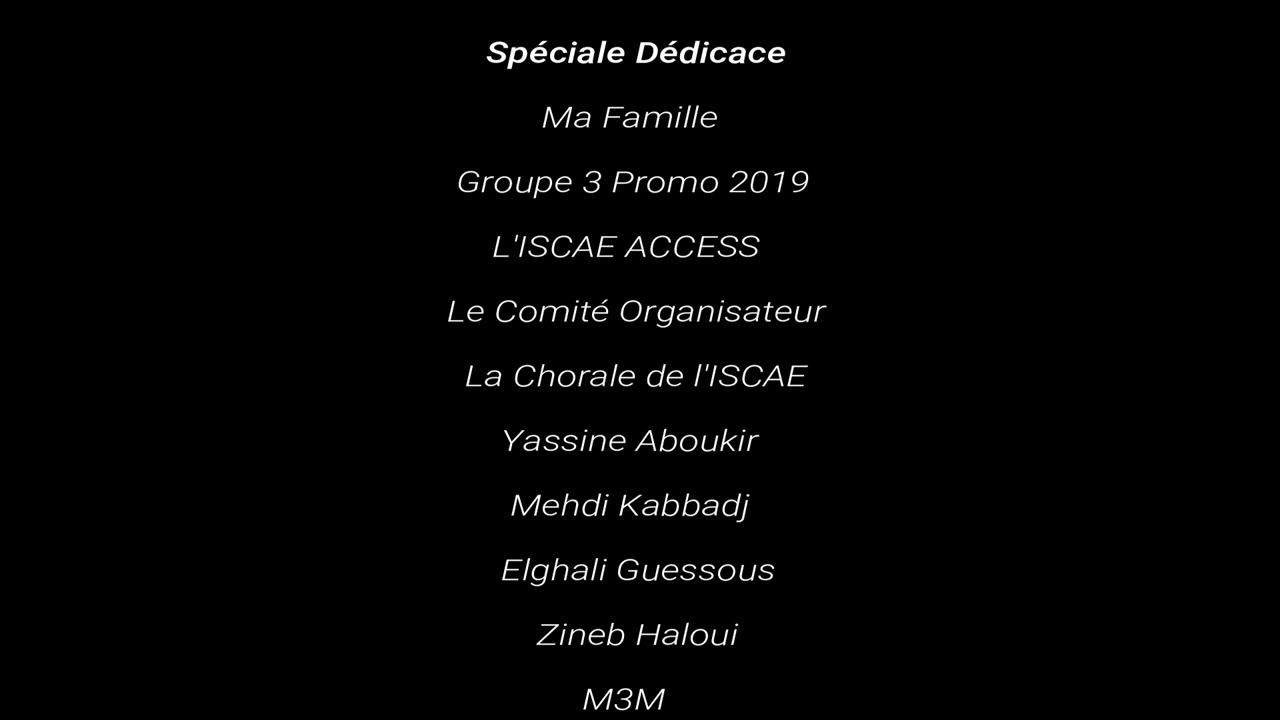 Spéciale Dédicace
Ma Famille
Groupe 3 Promo 2019
L'ISCAE ACCESS
Le Comité Organisateur
La Chorale de l'ISCAE
Yassine Aboukir
Mehdi Kabbadj
Elghali Guessous
Zineb Haloui
M3M